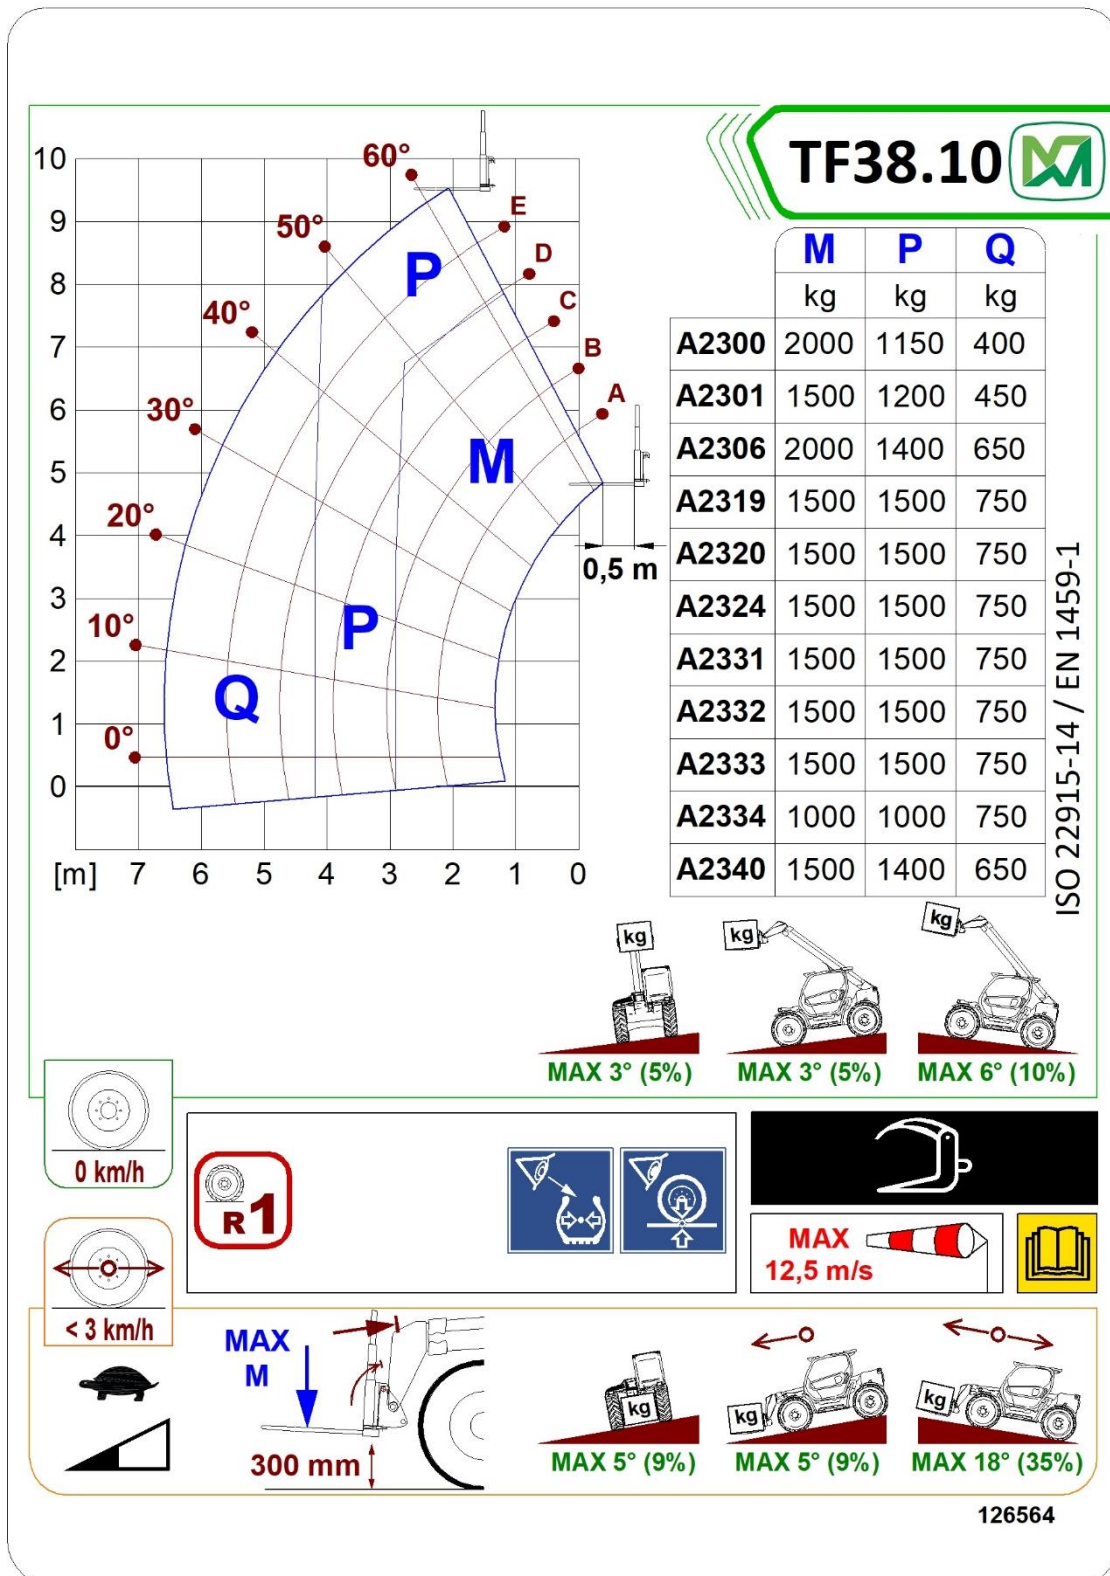 TF38.10
10
9
8
7
6
5
4
3
2
1
0
[m] 7 6 5 4 3 2 1 0
60°
50°
40°
30°
20°
10°
0°
E
D
C
B
A
P
M
P
Q
0,5 m
M P Q
kg kg kg
A2300 2000 1150 400
A2301 1500 1200 450
A2306 2000 1400 650
A2319 1500 1500 750
A2320 1500 1500 750
A2324 1500 1500 750
A2331 1500 1500 750
A2332 1500 1500 750
A2333 1500 1500 750
A2334 1000 1000 750
A2340 1500 1400 650
ISO 22915-14 / EN 1459-1
kg kg kg
MAX 3° (5%) MAX 3° (5%) MAX 6° (10%)
0 km/h
R1
MAX
12,5 m/s
< 3 km/h
MAX
M
300 mm
kg kg kg
MAX 5° (9%) MAX 5° (9%) MAX 18° (35%)
126564